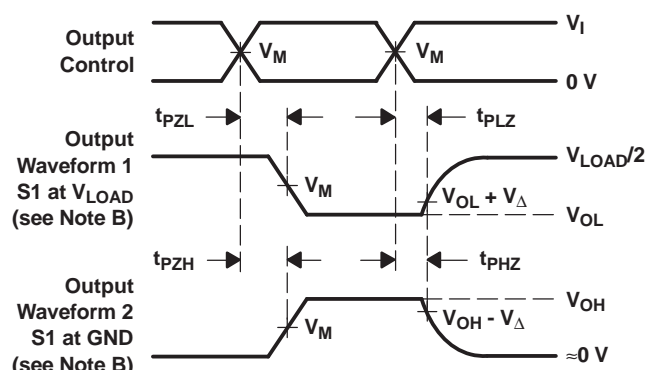 Output
Control
V_M
V_M
V_I
0 V
t_PZL
t_PLZ
Output
Waveform 1
S1 at V_LOAD
(see Note B)
V_M
V_LOAD/2
V_OL + V_Δ
V_OL
t_PZH
t_PHZ
Output
Waveform 2
S1 at GND
(see Note B)
V_M
V_OH
V_OH - V_Δ
≈0 V